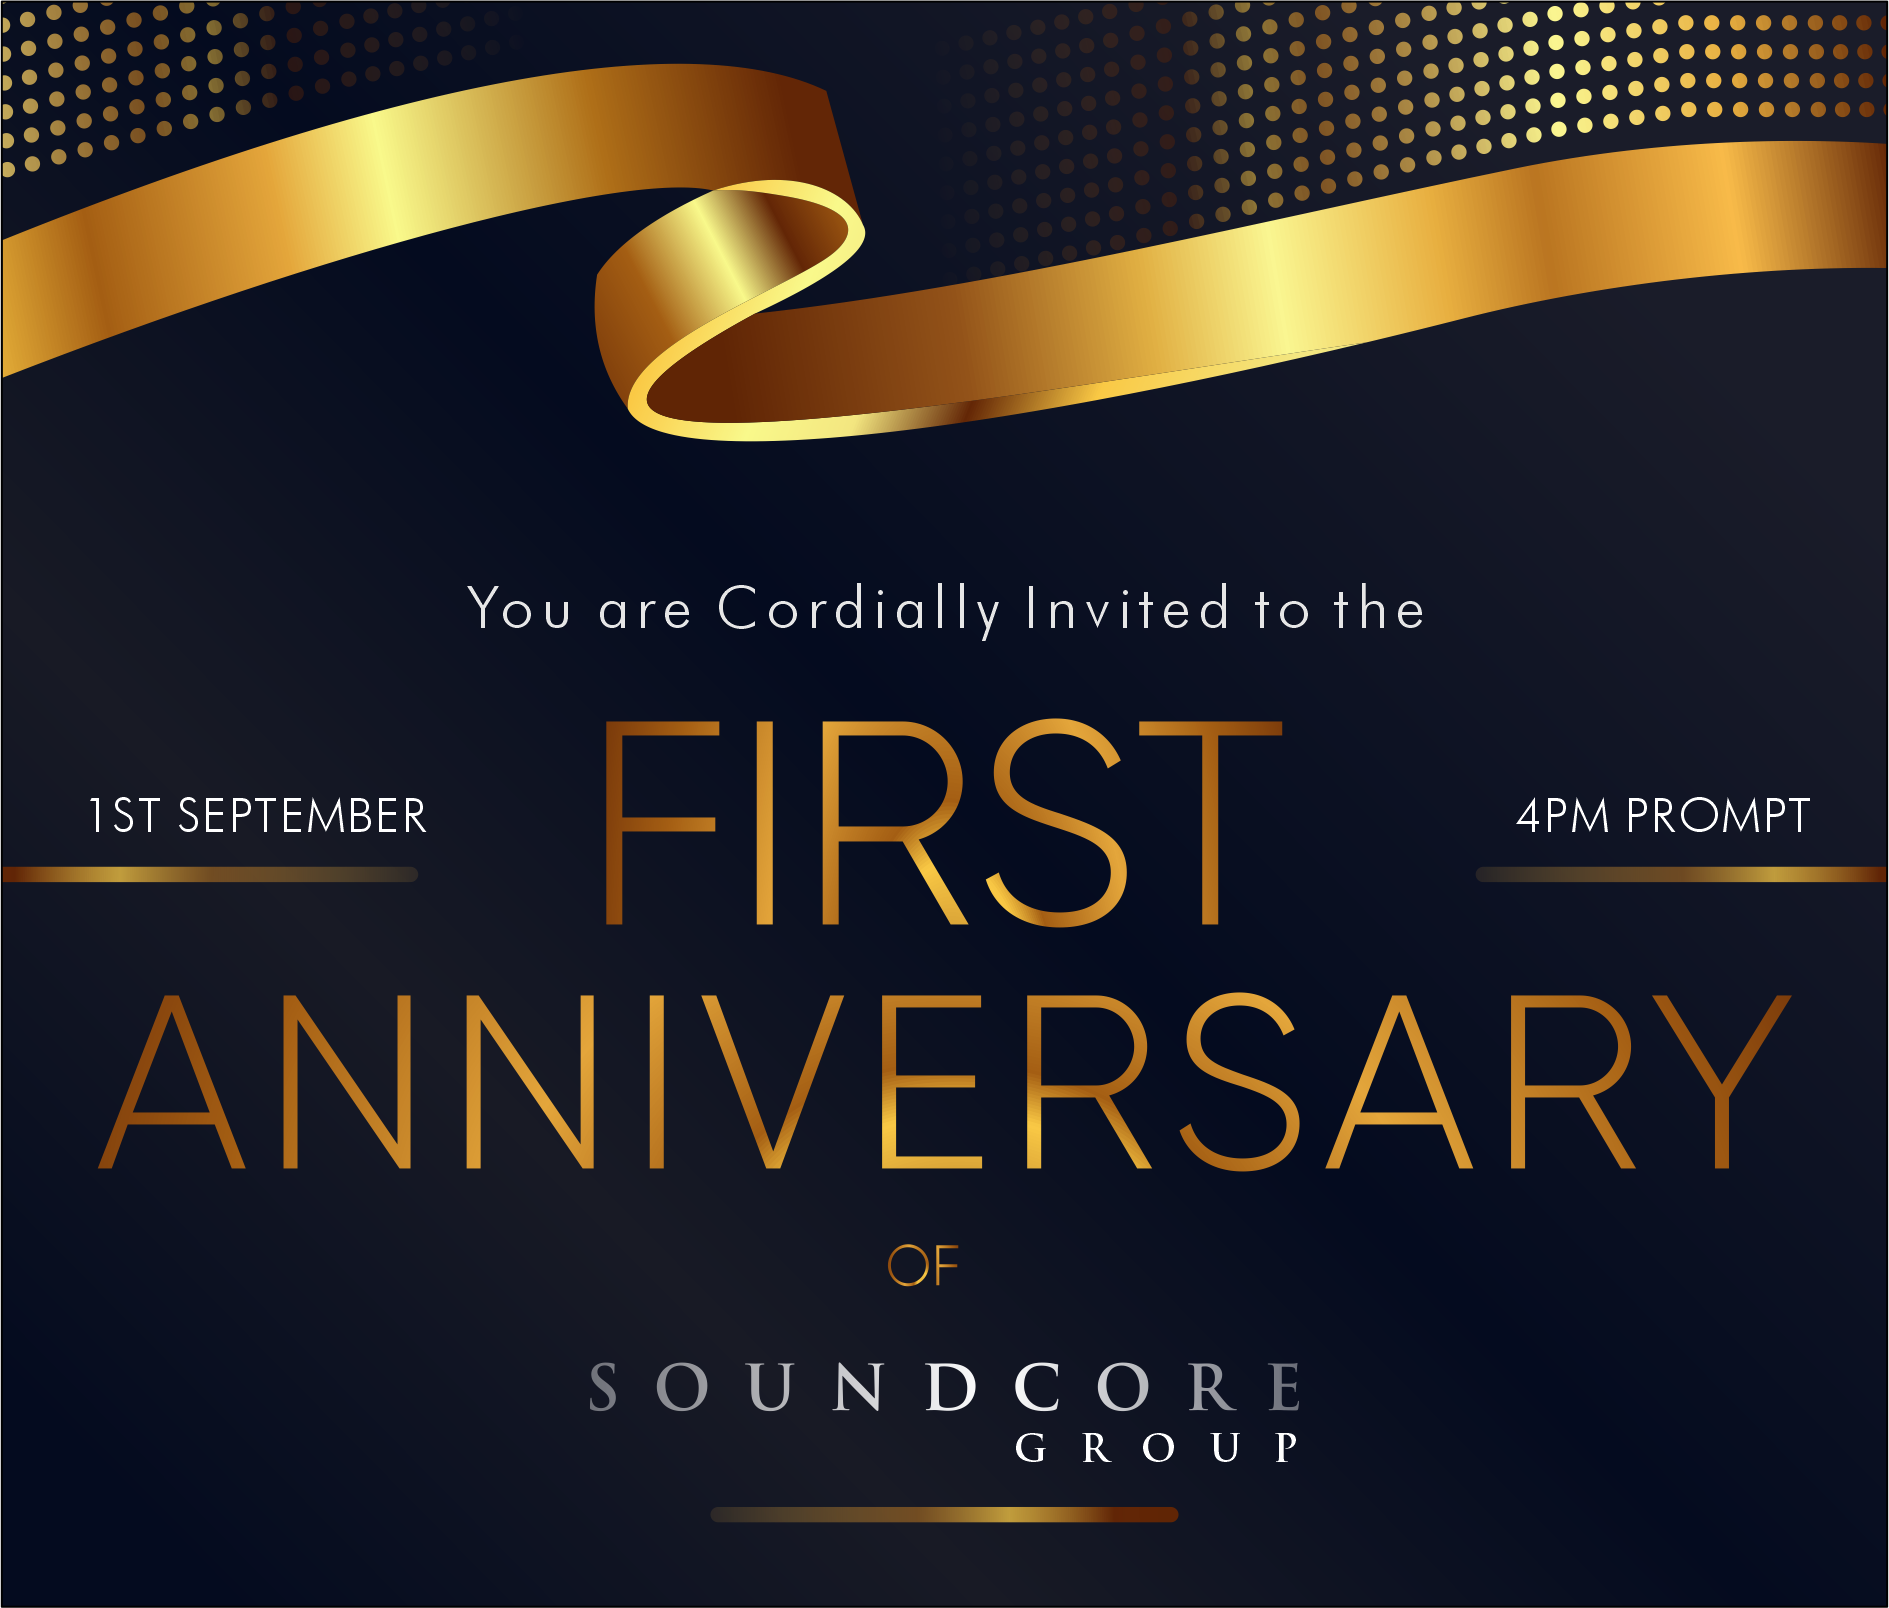 You are Cordially Invited to the
FIRST
1ST SEPTEMBER
4PM PROMPT
ANNIVERSARY
OF
SOUNDCORE
GROUP